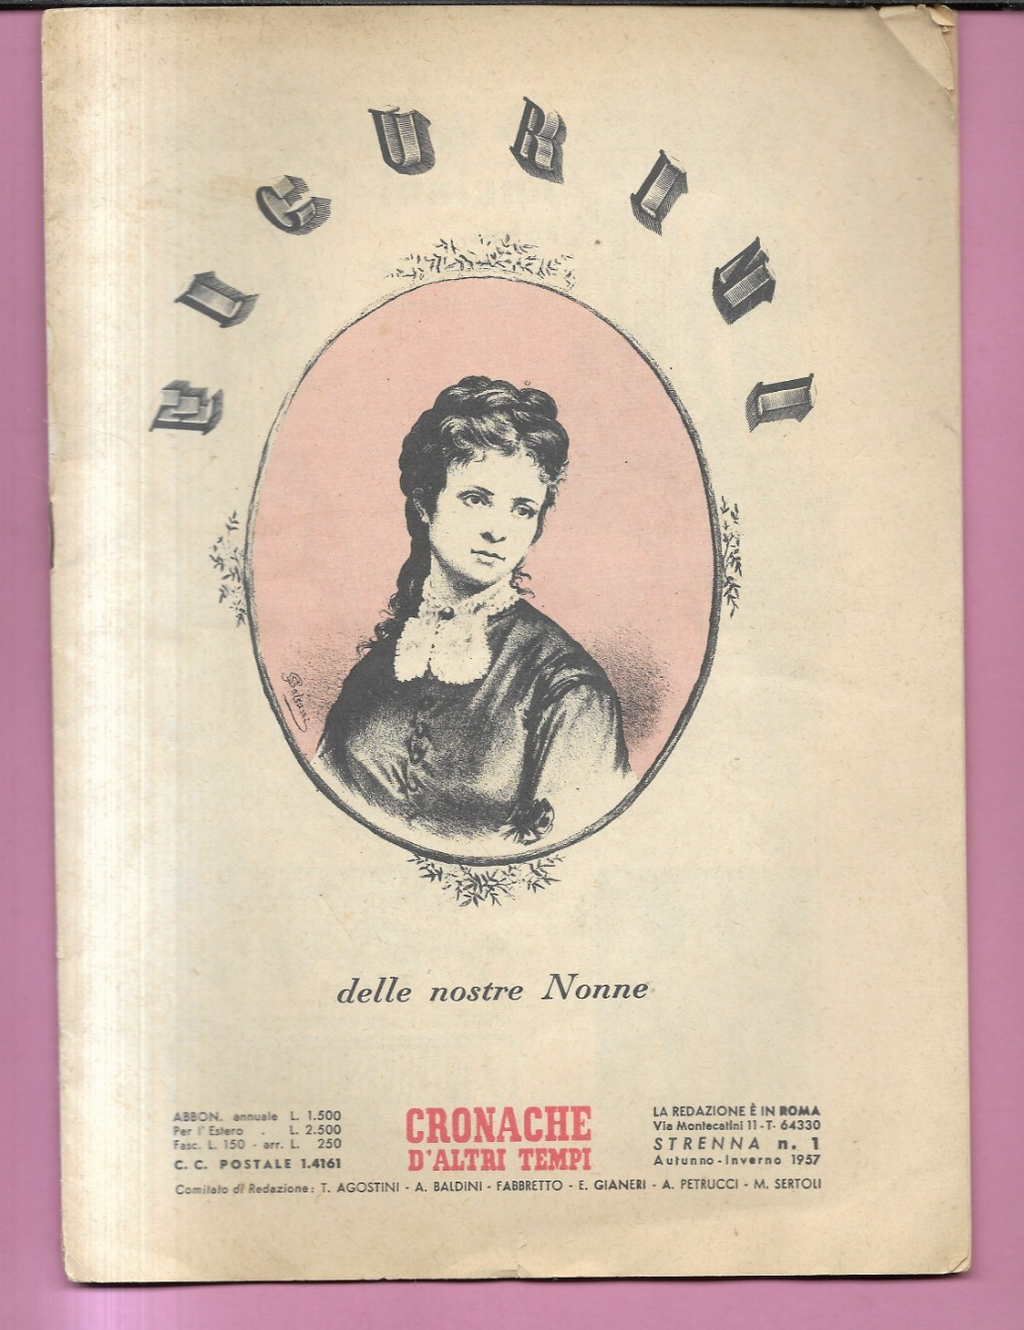 FIGURINI
delle nostre Nonne
ABBON. annuale L. 1.500
Per l'Estero . L. 2.500
Fasc. L. 150 - arr. L. 250
C. C. POSTALE 1.4161
CRONACHE
D'ALTRI TEMPI
LA REDAZIONE È IN ROMA
Via Montecatini 11 - T. 64330
STRENNA n. 1
Autunno - Inverno 1957
Comitato di Redazione: T. AGOSTINI - A. BALDINI - FABBRETTO - E. GIANERI - A. PETRUCCI - M. SERTOLI